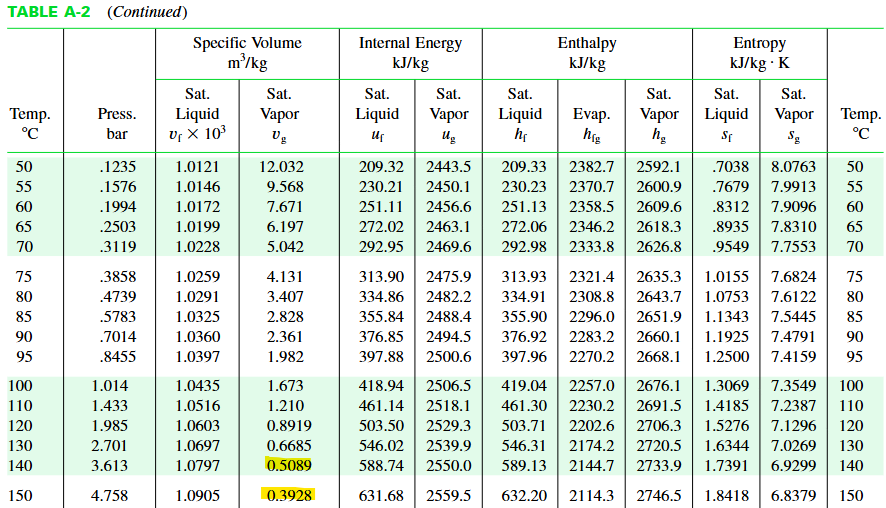 TABLE A-2 (Continued)
Specific Volume Internal Energy Enthalpy Entropy
m³/kg kJ/kg kJ/kg kJ/kg · K
Sat. Sat. Sat. Sat. Sat. Sat. Sat. Sat.
Temp. Press. Liquid Vapor Liquid Vapor Liquid Evap. Vapor Liquid Vapor Temp.
°C bar vf × 10³ vg uf ug hf hfg hg sf sg °C
50 .1235 1.0121 12.032 209.32 2443.5 209.33 2382.7 2592.1 .7038 8.0763 50
55 .1576 1.0146 9.568 230.21 2450.1 230.23 2370.7 2600.9 .7679 7.9913 55
60 .1994 1.0172 7.671 251.11 2456.6 251.13 2358.5 2609.6 .8312 7.9096 60
65 .2503 1.0199 6.197 272.02 2463.1 272.06 2346.2 2618.3 .8935 7.8310 65
70 .3119 1.0228 5.042 292.95 2469.6 292.98 2333.8 2626.8 .9549 7.7553 70
75 .3858 1.0259 4.131 313.90 2475.9 313.93 2321.4 2635.3 1.0155 7.6824 75
80 .4739 1.0291 3.407 334.86 2482.2 334.91 2308.8 2643.7 1.0753 7.6122 80
85 .5783 1.0325 2.828 355.84 2488.4 355.90 2296.0 2651.9 1.1343 7.5445 85
90 .7014 1.0360 2.361 376.85 2494.5 376.92 2283.2 2660.1 1.1925 7.4791 90
95 .8455 1.0397 1.982 397.88 2500.6 397.96 2270.2 2668.1 1.2500 7.4159 95
100 1.014 1.0435 1.673 418.94 2506.5 419.04 2257.0 2676.1 1.3069 7.3549 100
110 1.433 1.0516 1.210 461.14 2518.1 461.30 2230.2 2691.5 1.4185 7.2387 110
120 1.985 1.0603 0.8919 503.50 2529.3 503.71 2202.6 2706.3 1.5276 7.1296 120
130 2.701 1.0697 0.6685 546.02 2539.9 546.31 2174.2 2720.5 1.6344 7.0269 130
140 3.613 1.0797 0.5089 588.74 2550.0 589.13 2144.7 2733.9 1.7391 6.9299 140
150 4.758 1.0905 0.3928 631.68 2559.5 632.20 2114.3 2746.5 1.8418 6.8379 150